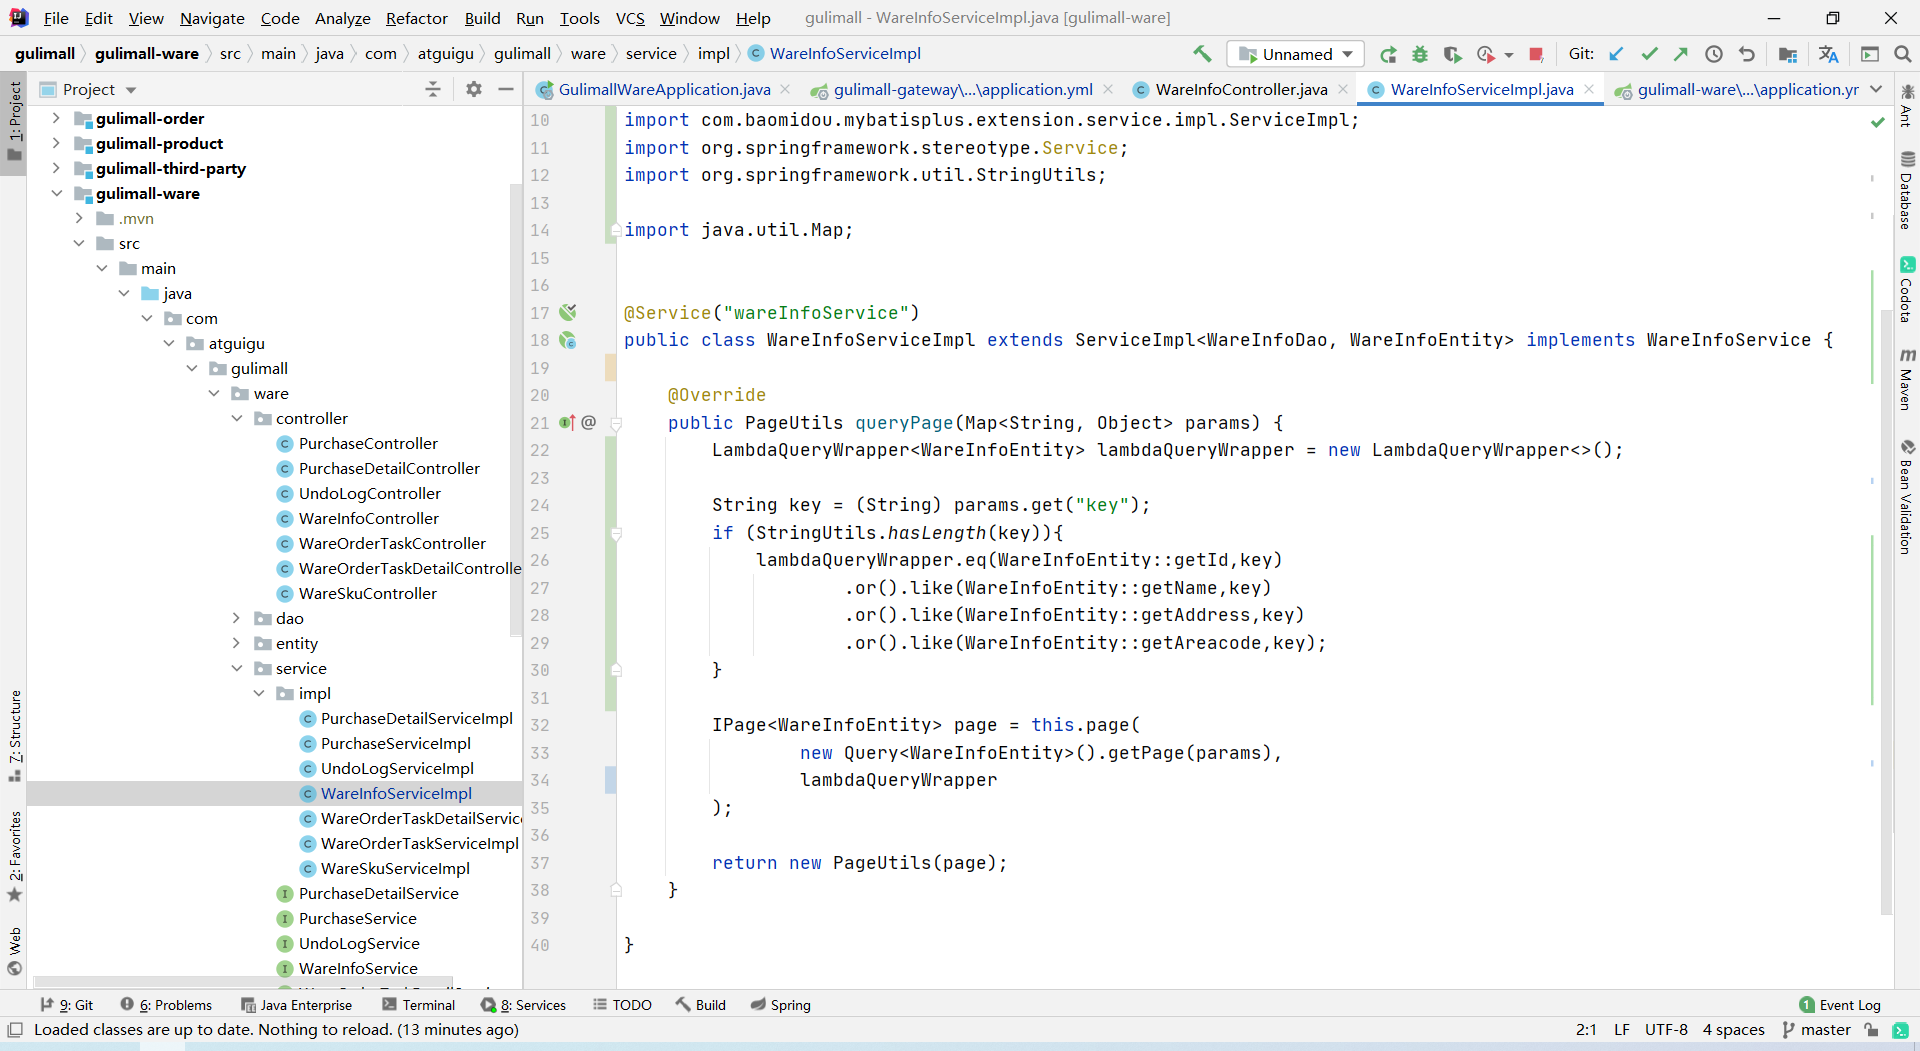 File Edit View Navigate Code Analyze Refactor Build Run Tools VCS Window Help gulimall - WareInfoServiceImpl.java [gulimall-ware]
gulimall gulimall-ware src main java com atguigu gulimall ware service impl WareInfoServiceImpl Unnamed Git:
Project GulimallWareApplication.java gulimall-gateway\...\application.yml WareInfoController.java WareInfoServiceImpl.java gulimall-ware\...\application.yr
1: Project
7: Structure
2: Favorites
Web
gulimall-order
gulimall-product
gulimall-third-party
gulimall-ware
.mvn
src
main
java
com
atguigu
gulimall
ware
controller
PurchaseController
PurchaseDetailController
UndoLogController
WareInfoController
WareOrderTaskController
WareOrderTaskDetailControlle
WareSkuController
dao
entity
service
impl
PurchaseDetailServiceImpl
PurchaseServiceImpl
UndoLogServiceImpl
WareInfoServiceImpl
WareOrderTaskDetailServic
WareOrderTaskServiceImpl
WareSkuServiceImpl
PurchaseDetailService
PurchaseService
UndoLogService
WareInfoService
10 import com.baomidou.mybatisplus.extension.service.impl.ServiceImpl;
11 import org.springframework.stereotype.Service;
12 import org.springframework.util.StringUtils;
13
14 import java.util.Map;
15
16
17 @Service("wareInfoService")
18 public class WareInfoServiceImpl extends ServiceImpl<WareInfoDao, WareInfoEntity> implements WareInfoService {
19
20 @Override
21 @ public PageUtils queryPage(Map<String, Object> params) {
22 LambdaQueryWrapper<WareInfoEntity> lambdaQueryWrapper = new LambdaQueryWrapper<>();
23
24 String key = (String) params.get("key");
25 if (StringUtils.hasLength(key)){
26 lambdaQueryWrapper.eq(WareInfoEntity::getId,key)
27 .or().like(WareInfoEntity::getName,key)
28 .or().like(WareInfoEntity::getAddress,key)
29 .or().like(WareInfoEntity::getAreacode,key);
30 }
31
32 IPage<WareInfoEntity> page = this.page(
33 new Query<WareInfoEntity>().getPage(params),
34 lambdaQueryWrapper
35 );
36
37 return new PageUtils(page);
38 }
39
40 }
Ant
Database
Codota
Maven
Bean Validation
9: Git 6: Problems Java Enterprise Terminal 8: Services TODO Build Spring 1 Event Log
Loaded classes are up to date. Nothing to reload. (13 minutes ago) 2:1 LF UTF-8 4 spaces master